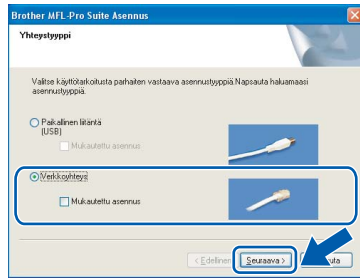 Brother MFL-Pro Suite Asennus
Yhteystyyppi
Valitse käyttötarkoitusta parhaiten vastaava asennustyyppi.Napsauta haluamaasi
asennustyyppiä.
Paikallinen liitäntä
(USB)
Mukautettu asennus
Verkkoyhteys
Mukautettu asennus
< Edellinen
Seuraava >
uta